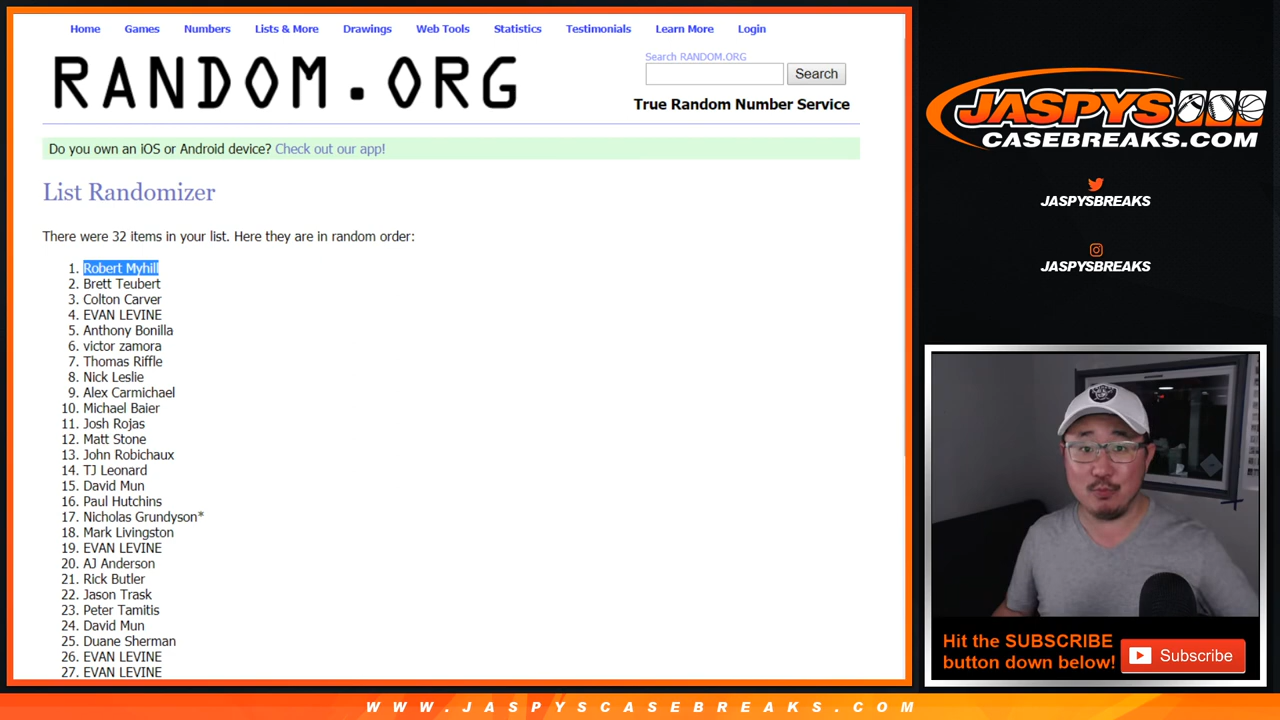 Home Games Numbers Lists & More Drawings Web Tools Statistics Testimonials Learn More Login
RANDOM.ORG
Search RANDOM.ORG
Search
True Random Number Service
Do you own an iOS or Android device? Check out our app!
List Randomizer
There were 32 items in your list. Here they are in random order:
1. Robert Myhill
2. Brett Teubert
3. Colton Carver
4. EVAN LEVINE
5. Anthony Bonilla
6. victor zamora
7. Thomas Riffle
8. Nick Leslie
9. Alex Carmichael
10. Michael Baier
11. Josh Rojas
12. Matt Stone
13. John Robichaux
14. TJ Leonard
15. David Mun
16. Paul Hutchins
17. Nicholas Grundyson*
18. Mark Livingston
19. EVAN LEVINE
20. AJ Anderson
21. Rick Butler
22. Jason Trask
23. Peter Tamitis
24. David Mun
25. Duane Sherman
26. EVAN LEVINE
27. EVAN LEVINE
JASPYS
CASEBREAKS.COM
JASPYSBREAKS
JASPYSBREAKS
Hit the SUBSCRIBE
button down below!
Subscribe
WWW.JASPYSCASEBREAKS.COM